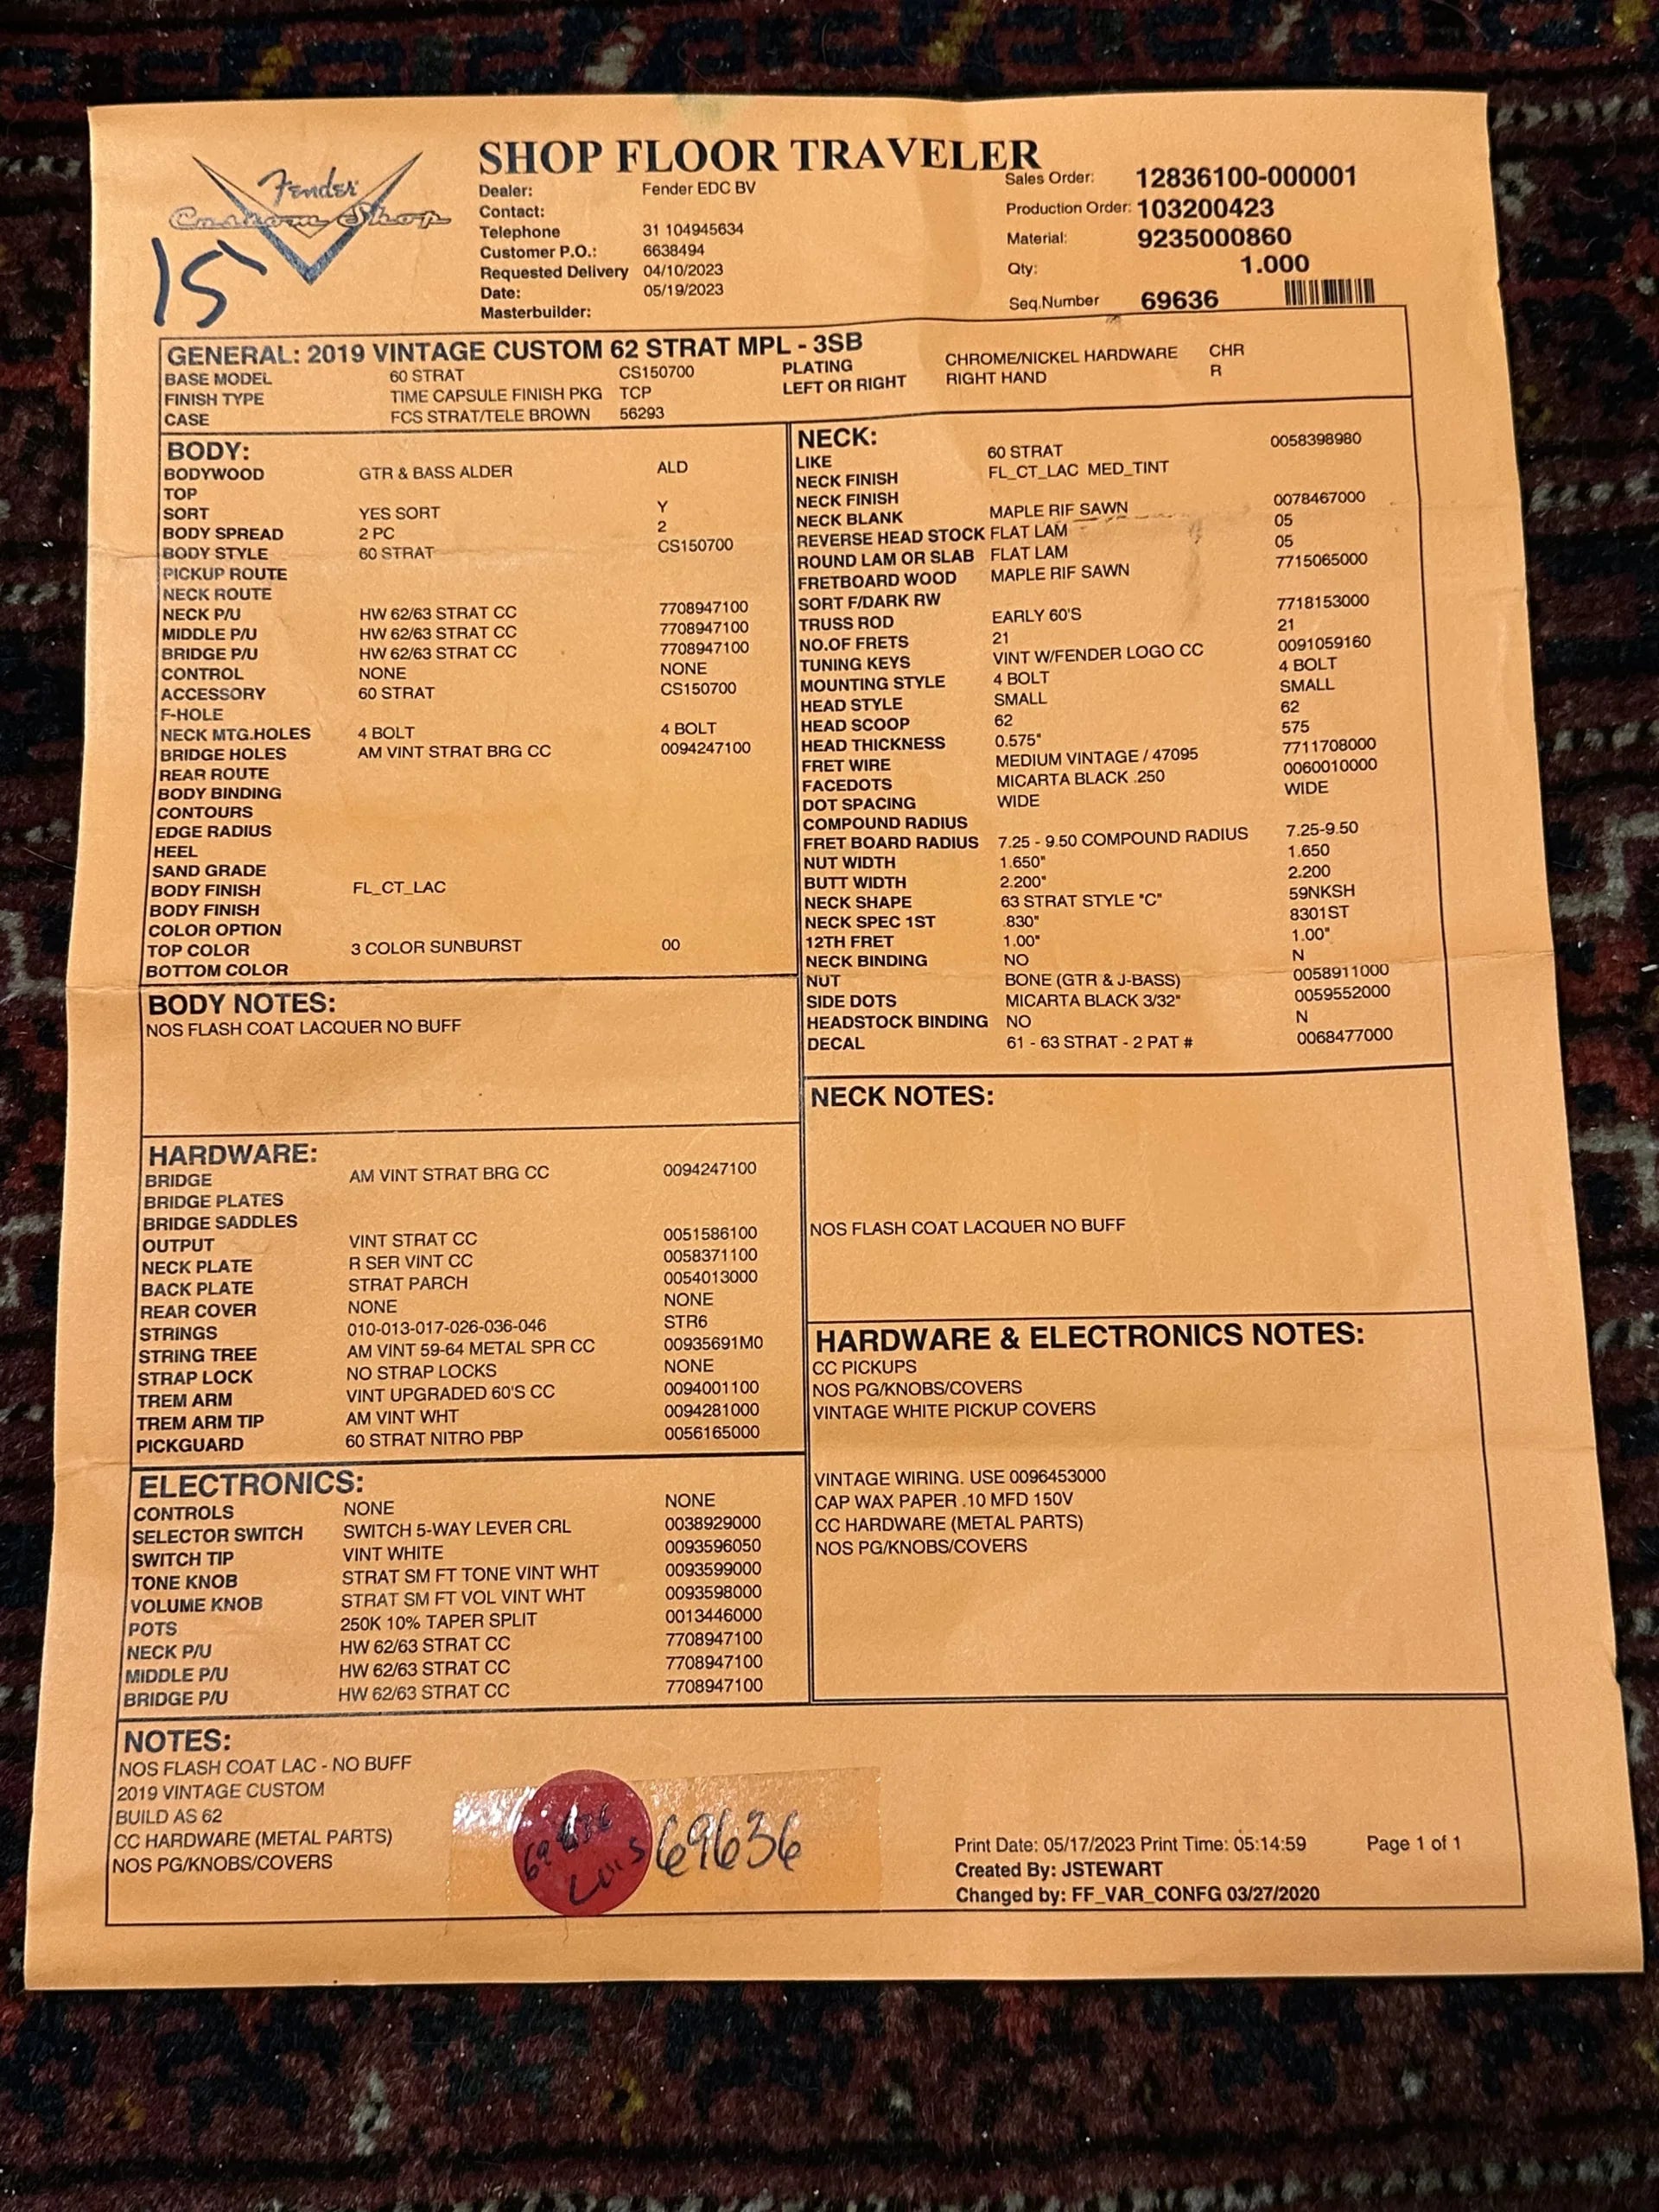 Fender
Custom Shop
15
SHOP FLOOR TRAVELER
Dealer: Fender EDC BV
Contact:
Telephone 31 104945634
Customer P.O.: 6638494
Requested Delivery 04/10/2023
Date: 05/19/2023
Masterbuilder:
Sales Order: 12836100-000001
Production Order: 103200423
Material: 9235000860
Qty: 1.000
Seq.Number 69636
GENERAL: 2019 VINTAGE CUSTOM 62 STRAT MPL - 3SB
BASE MODEL 60 STRAT CS150700
FINISH TYPE TIME CAPSULE FINISH PKG TCP
CASE FCS STRAT/TELE BROWN 56293
PLATING CHROME/NICKEL HARDWARE CHR
LEFT OR RIGHT RIGHT HAND R
BODY:
BODYWOOD GTR & BASS ALDER ALD
TOP
SORT YES SORT Y
BODY SPREAD 2 PC 2
BODY STYLE 60 STRAT CS150700
PICKUP ROUTE
NECK ROUTE
NECK P/U HW 62/63 STRAT CC 7708947100
MIDDLE P/U HW 62/63 STRAT CC 7708947100
BRIDGE P/U HW 62/63 STRAT CC 7708947100
CONTROL NONE NONE
ACCESSORY 60 STRAT CS150700
F-HOLE
NECK MTG.HOLES 4 BOLT 4 BOLT
BRIDGE HOLES AM VINT STRAT BRG CC 0094247100
REAR ROUTE
BODY BINDING
CONTOURS
EDGE RADIUS
HEEL
SAND GRADE
BODY FINISH FL_CT_LAC
BODY FINISH
COLOR OPTION
TOP COLOR 3 COLOR SUNBURST 00
BOTTOM COLOR
BODY NOTES:
NOS FLASH COAT LACQUER NO BUFF
HARDWARE:
BRIDGE AM VINT STRAT BRG CC 0094247100
BRIDGE PLATES
BRIDGE SADDLES
OUTPUT VINT STRAT CC 0051586100
NECK PLATE R SER VINT CC 0058371100
BACK PLATE STRAT PARCH 0054013000
REAR COVER NONE NONE
STRINGS 010-013-017-026-036-046 STR6
STRING TREE AM VINT 59-64 METAL SPR CC 00935691M0
STRAP LOCK NO STRAP LOCKS NONE
TREM ARM VINT UPGRADED 60'S CC 0094001100
TREM ARM TIP AM VINT WHT 0094281000
PICKGUARD 60 STRAT NITRO PBP 0056165000
ELECTRONICS:
CONTROLS NONE NONE
SELECTOR SWITCH SWITCH 5-WAY LEVER CRL 0038929000
SWITCH TIP VINT WHITE 0093596050
TONE KNOB STRAT SM FT TONE VINT WHT 0093599000
VOLUME KNOB STRAT SM FT VOL VINT WHT 0093598000
POTS 250K 10% TAPER SPLIT 0013446000
NECK P/U HW 62/63 STRAT CC 7708947100
MIDDLE P/U HW 62/63 STRAT CC 7708947100
BRIDGE P/U HW 62/63 STRAT CC 7708947100
NECK:
LIKE 60 STRAT 0058398980
NECK FINISH FL_CT_LAC MED_TINT
NECK FINISH
NECK BLANK MAPLE RIF SAWN 0078467000
REVERSE HEAD STOCK FLAT LAM 05
ROUND LAM OR SLAB FLAT LAM 05
FRETBOARD WOOD MAPLE RIF SAWN 7715065000
SORT F/DARK RW
TRUSS ROD EARLY 60'S 7718153000
NO.OF FRETS 21 21
TUNING KEYS VINT W/FENDER LOGO CC 0091059160
MOUNTING STYLE 4 BOLT 4 BOLT
HEAD STYLE SMALL SMALL
HEAD SCOOP 62 62
HEAD THICKNESS 0.575" 575
FRET WIRE MEDIUM VINTAGE / 47095 7711708000
FACEDOTS MICARTA BLACK .250 0060010000
DOT SPACING WIDE WIDE
COMPOUND RADIUS
FRET BOARD RADIUS 7.25 - 9.50 COMPOUND RADIUS 7.25-9.50
NUT WIDTH 1.650" 1.650
BUTT WIDTH 2.200" 2.200
NECK SHAPE 63 STRAT STYLE "C" 59NKSH
NECK SPEC 1ST .830" 8301ST
12TH FRET 1.00" 1.00"
NECK BINDING NO N
NUT BONE (GTR & J-BASS) 0058911000
SIDE DOTS MICARTA BLACK 3/32" 0059552000
HEADSTOCK BINDING NO N
DECAL 61 - 63 STRAT - 2 PAT # 0068477000
NECK NOTES:
NOS FLASH COAT LACQUER NO BUFF
HARDWARE & ELECTRONICS NOTES:
CC PICKUPS
NOS PG/KNOBS/COVERS
VINTAGE WHITE PICKUP COVERS
VINTAGE WIRING. USE 0096453000
CAP WAX PAPER .10 MFD 150V
CC HARDWARE (METAL PARTS)
NOS PG/KNOBS/COVERS
NOTES:
NOS FLASH COAT LAC - NO BUFF
2019 VINTAGE CUSTOM
BUILD AS 62
CC HARDWARE (METAL PARTS)
NOS PG/KNOBS/COVERS
69636
69636
Print Date: 05/17/2023 Print Time: 05:14:59 Page 1 of 1
Created By: JSTEWART
Changed by: FF_VAR_CONFG 03/27/2020